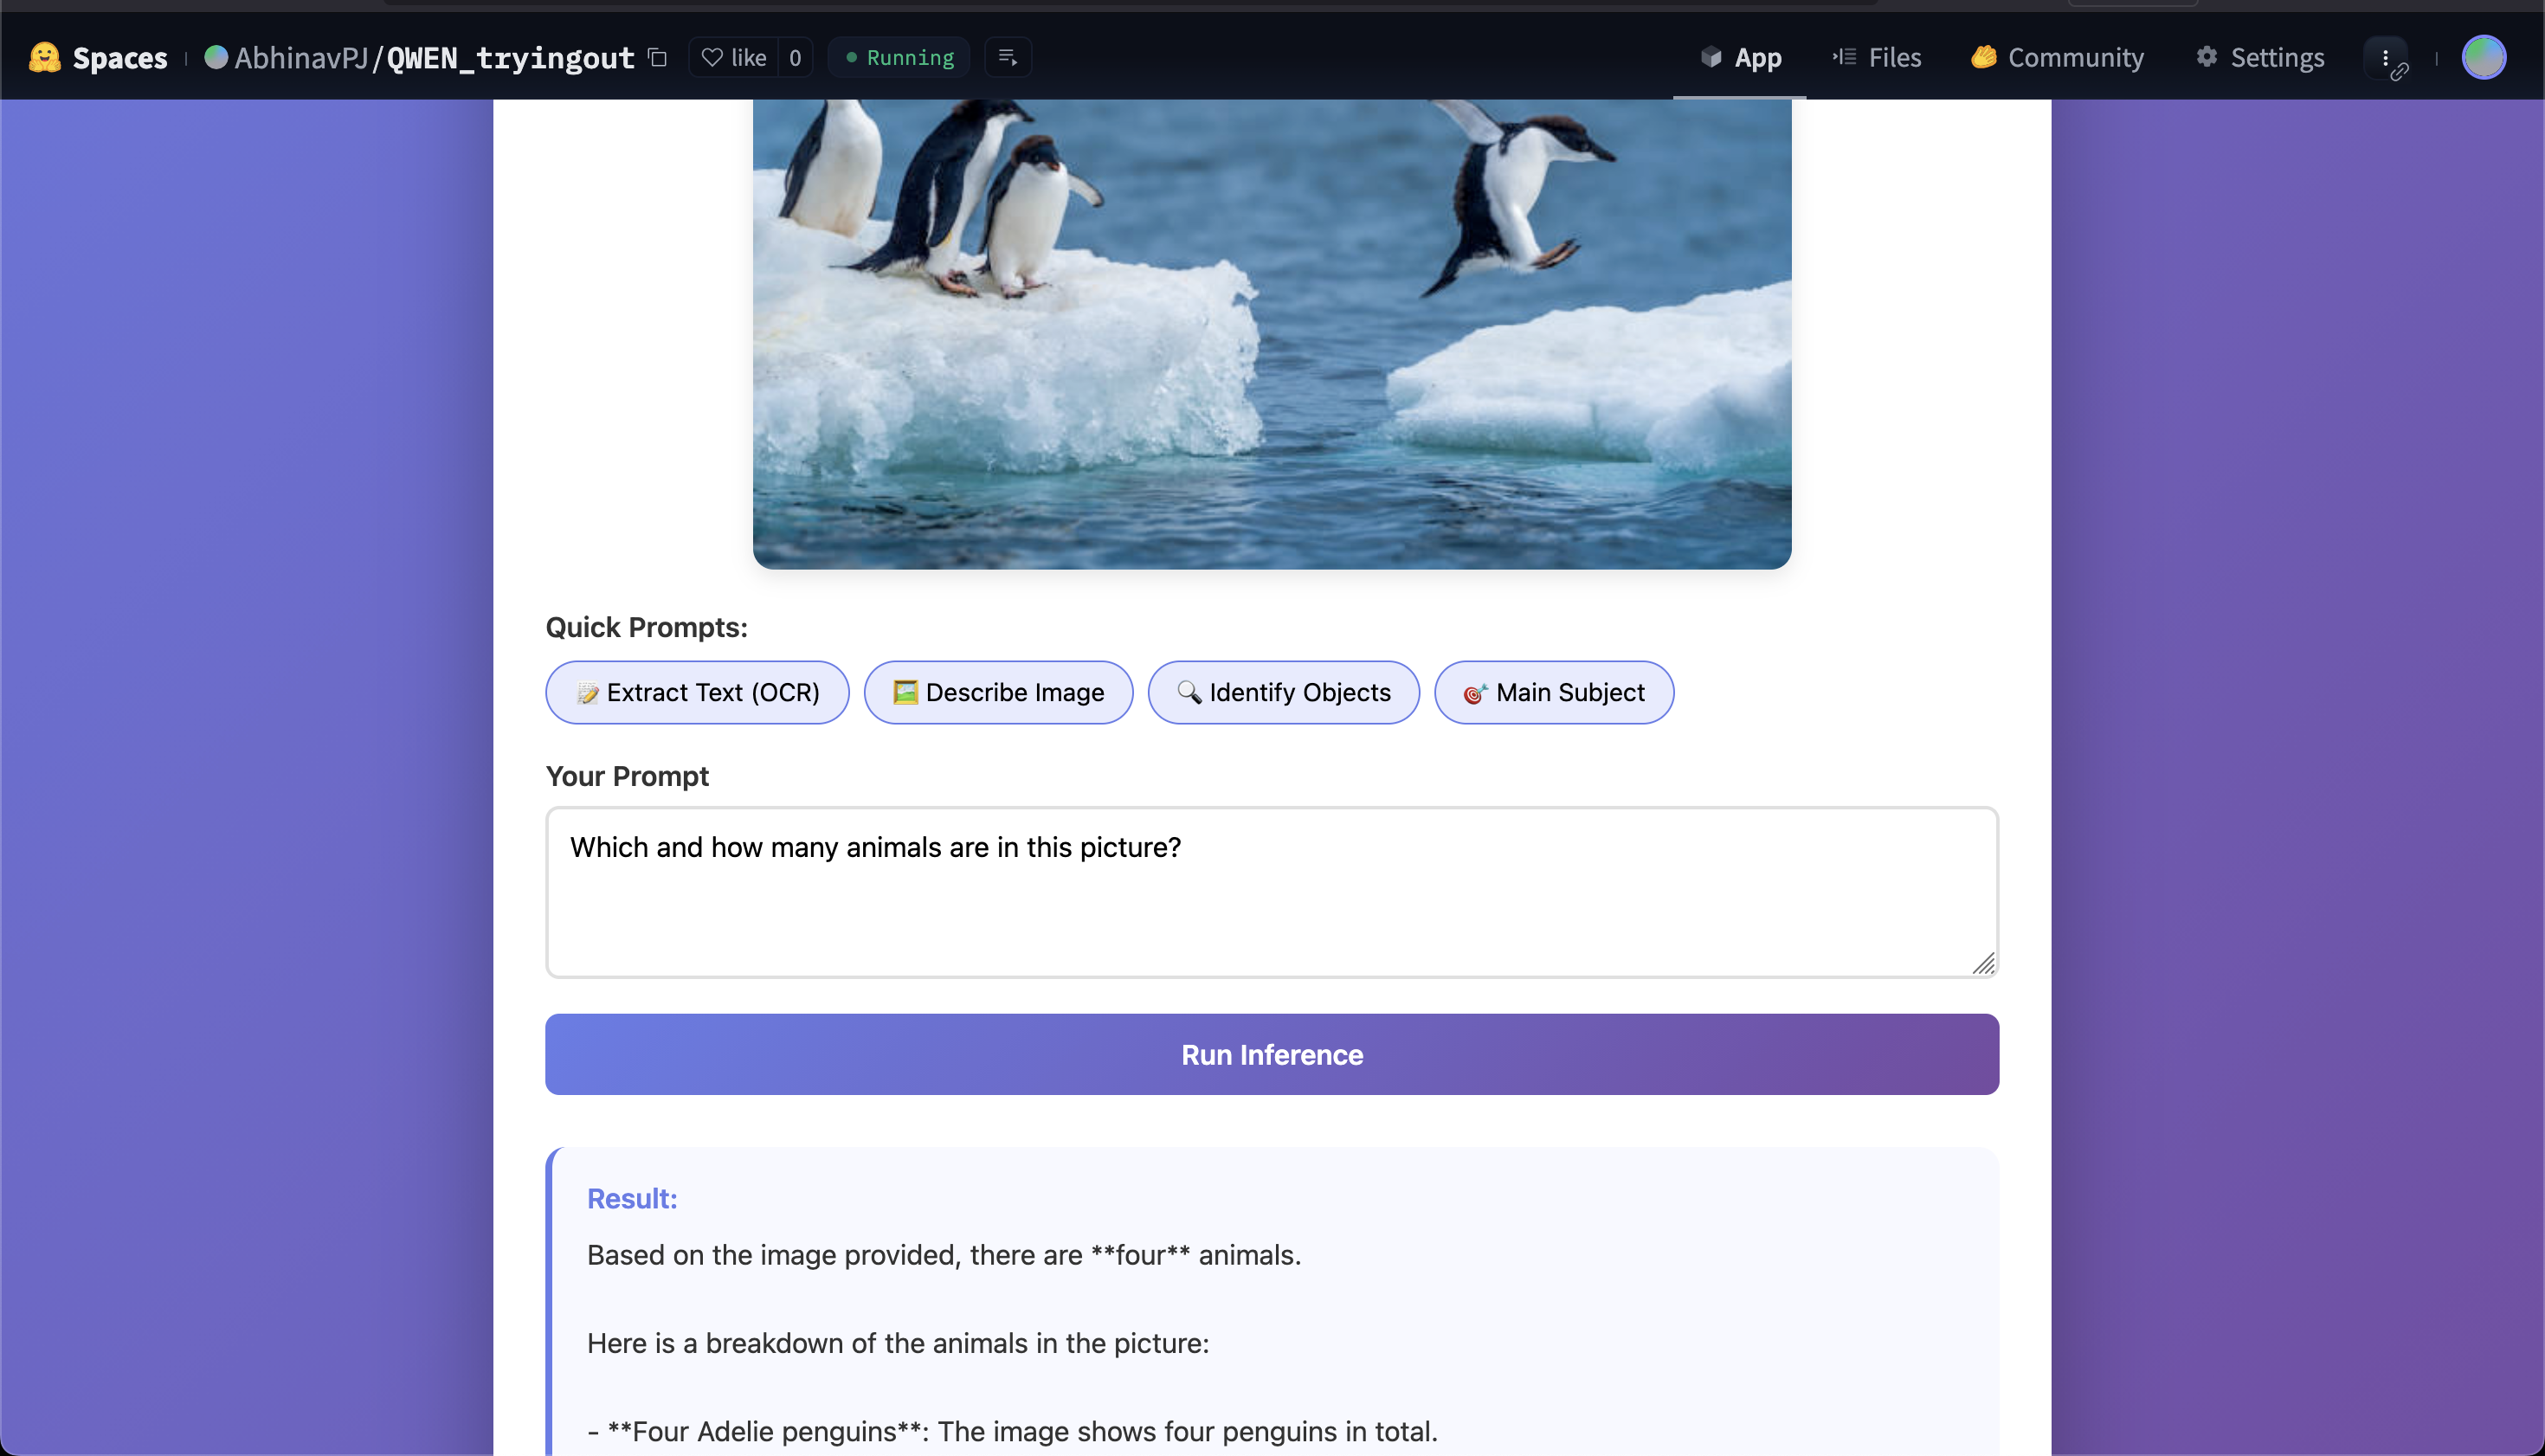 Spaces
AbhinavPJ/QWEN_tryingout
like 0
Running
App
Files
Community
Settings
Quick Prompts:
📝 Extract Text (OCR)
🖼️ Describe Image
🔍 Identify Objects
🎯 Main Subject
Your Prompt
Which and how many animals are in this picture?
Run Inference
Result:
Based on the image provided, there are **four** animals.
Here is a breakdown of the animals in the picture:
- **Four Adelie penguins**: The image shows four penguins in total.